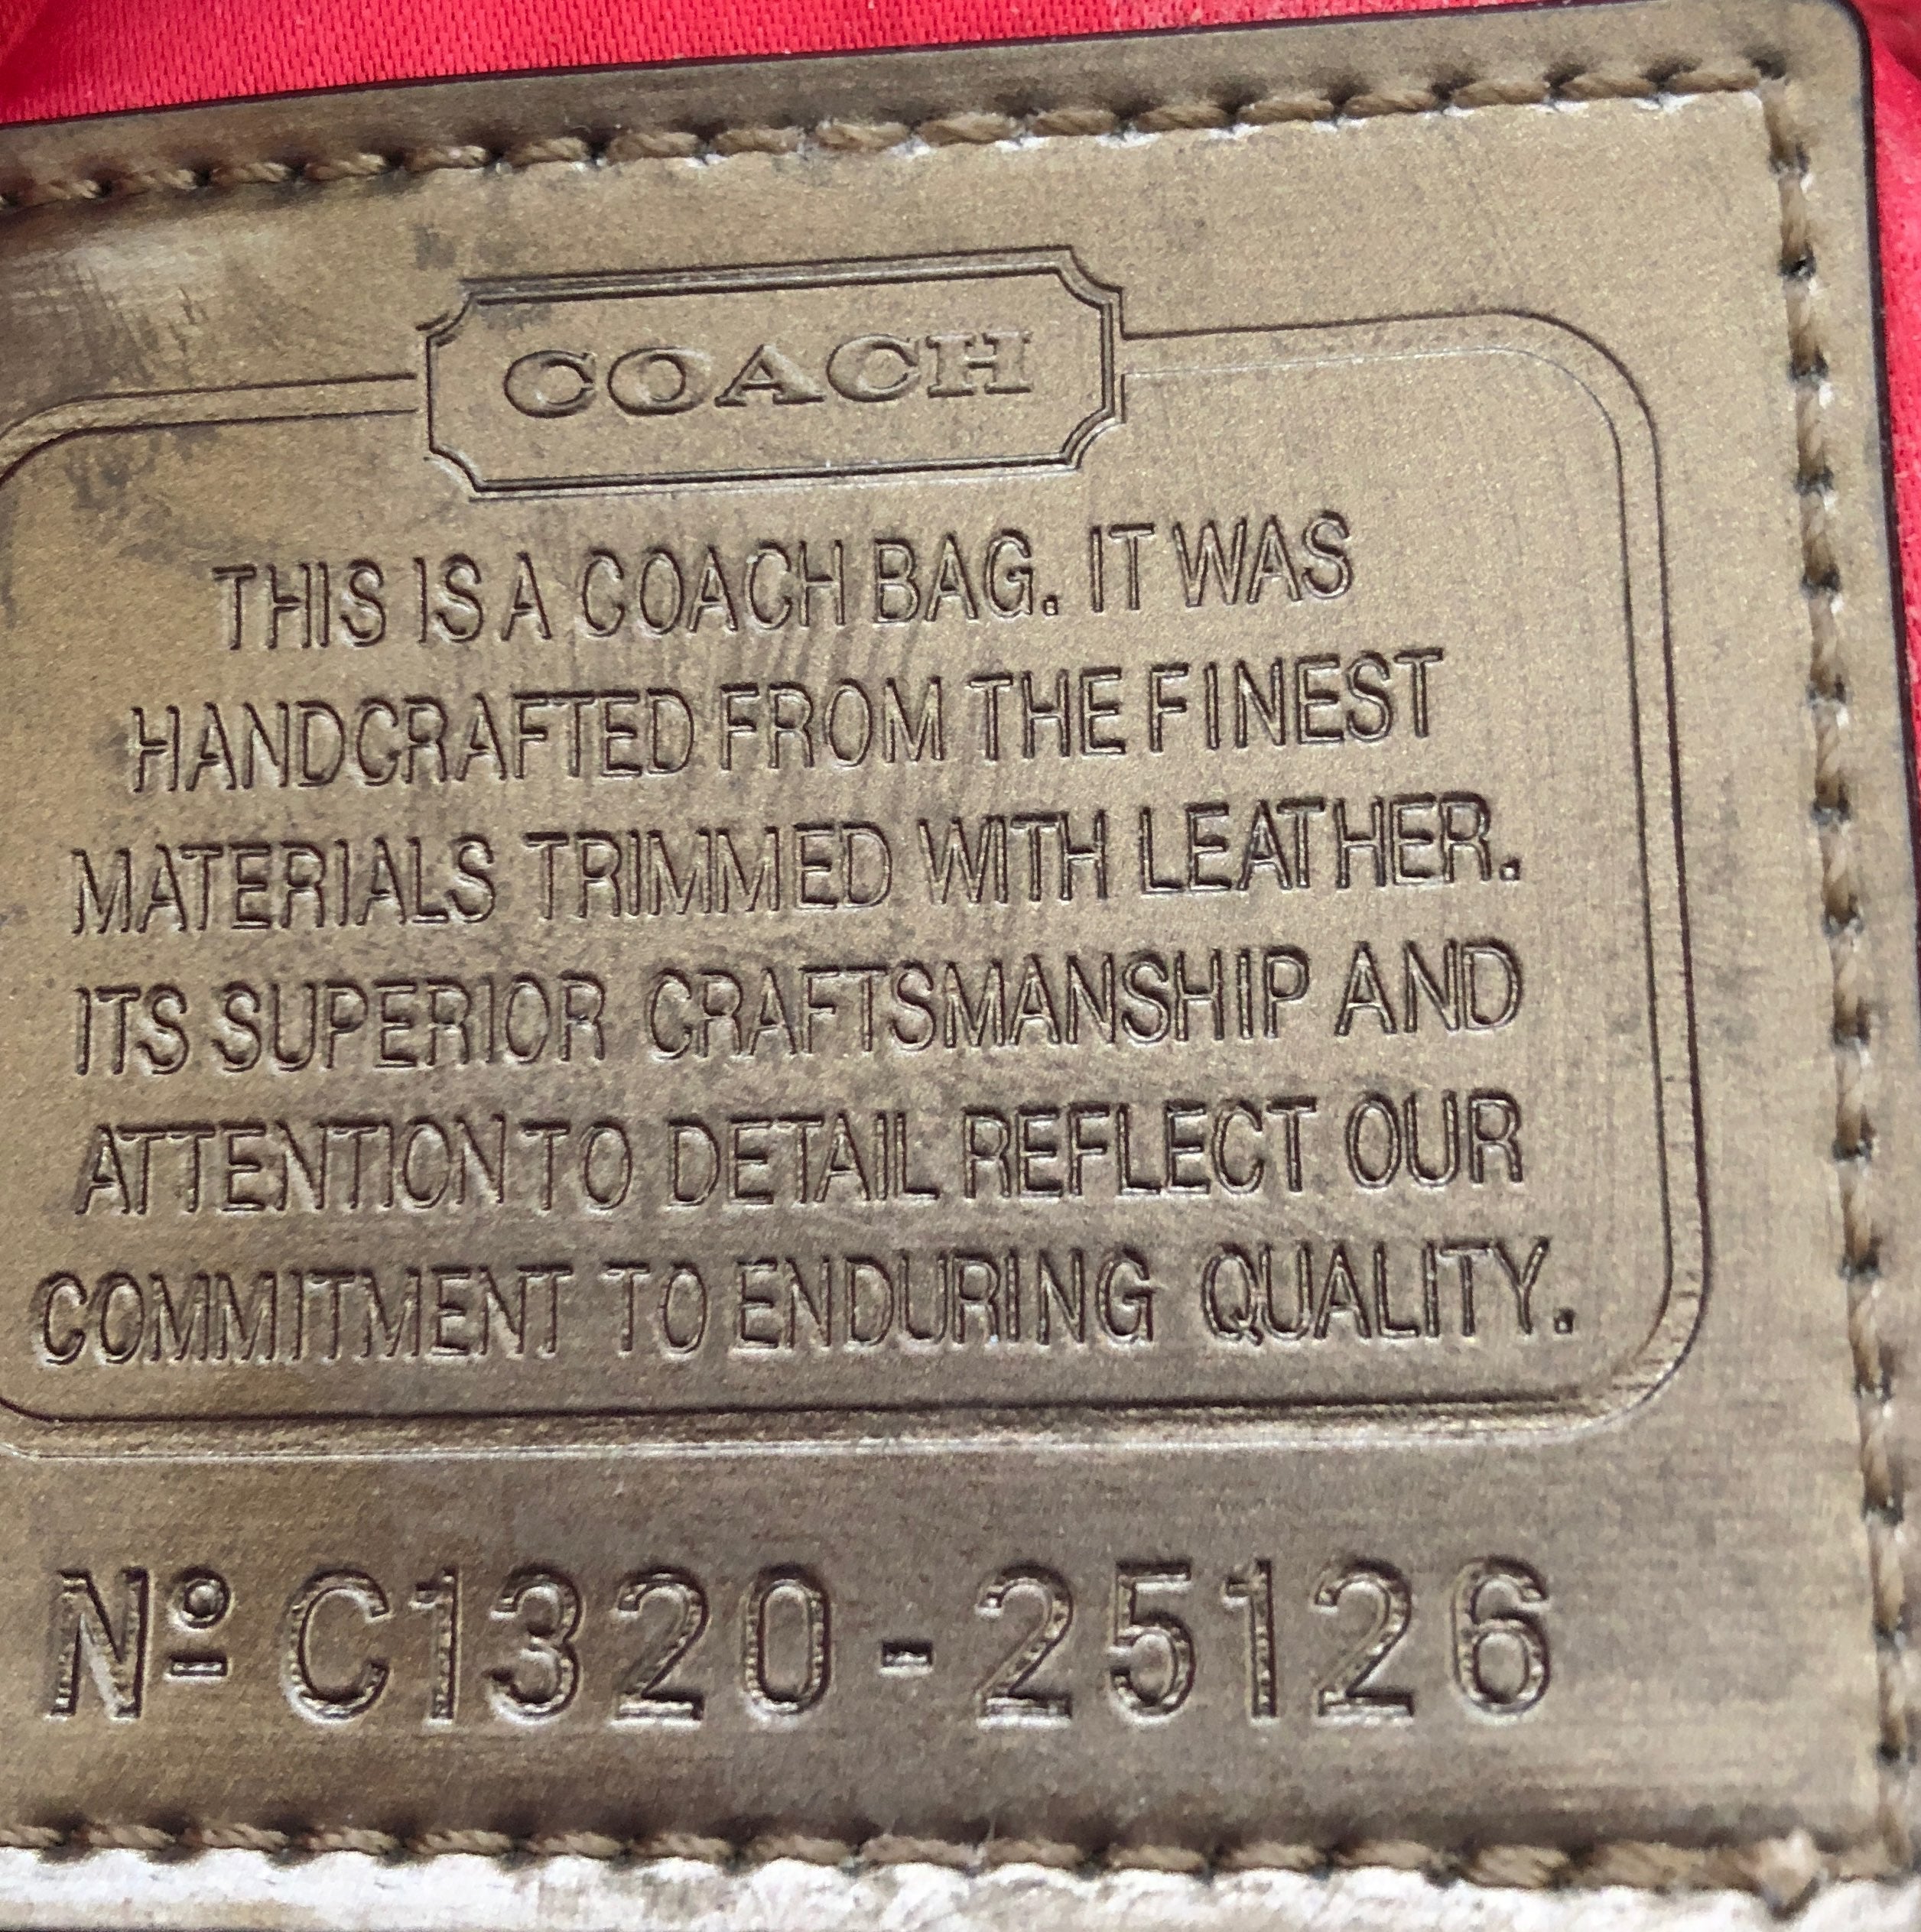 COACH
THIS IS A COACH BAG. IT WAS
HANDCRAFTED FROM THE FINEST
MATERIALS TRIMMED WITH LEATHER.
ITS SUPERIOR CRAFTSMANSHIP AND
ATTENTION TO DETAIL REFLECT OUR
COMMITMENT TO ENDURING QUALITY.
Nº C1320-25126